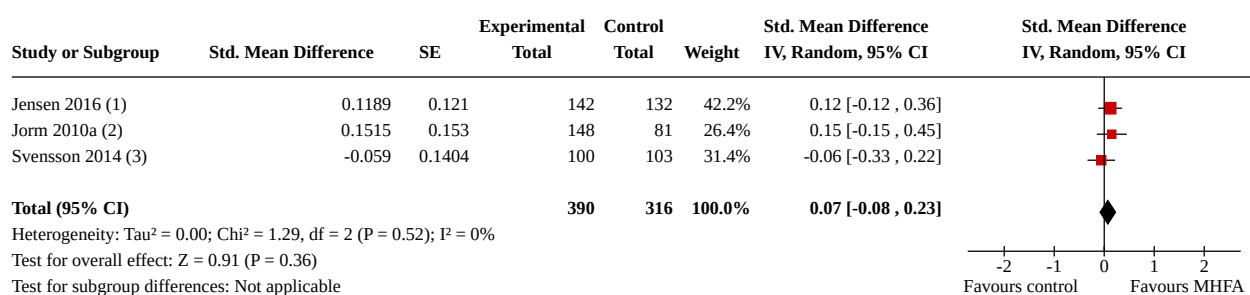 Experimental Control Std. Mean Difference Std. Mean Difference
Study or Subgroup Std. Mean Difference SE Total Total Weight IV, Random, 95% CI IV, Random, 95% CI
Jensen 2016 (1) 0.1189 0.121 142 132 42.2% 0.12 [-0.12 , 0.36]
Jorm 2010a (2) 0.1515 0.153 148 81 26.4% 0.15 [-0.15 , 0.45]
Svensson 2014 (3) -0.059 0.1404 100 103 31.4% -0.06 [-0.33 , 0.22]
Total (95% CI) 390 316 100.0% 0.07 [-0.08 , 0.23]
Heterogeneity: Tau² = 0.00; Chi² = 1.29, df = 2 (P = 0.52); I² = 0%
Test for overall effect: Z = 0.91 (P = 0.36) -2 -1 0 1 2
Test for subgroup differences: Not applicable Favours control Favours MHFA